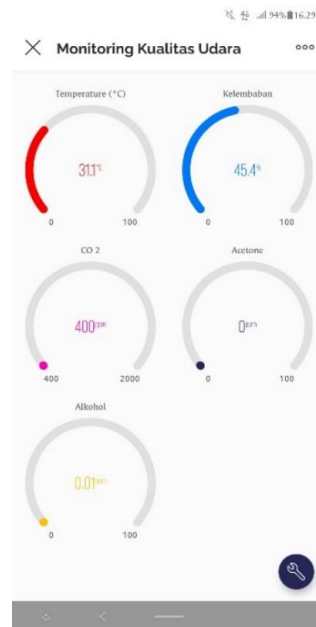 4G 94% 16.29
Monitoring Kualitas Udara
Temperature (°C) Kelembaban
31.1°C 45.4%
0 100 0 100
CO 2 Acetone
400ppm 0ppm
400 2000 0 100
Alkohol
0.01ppm
0 100